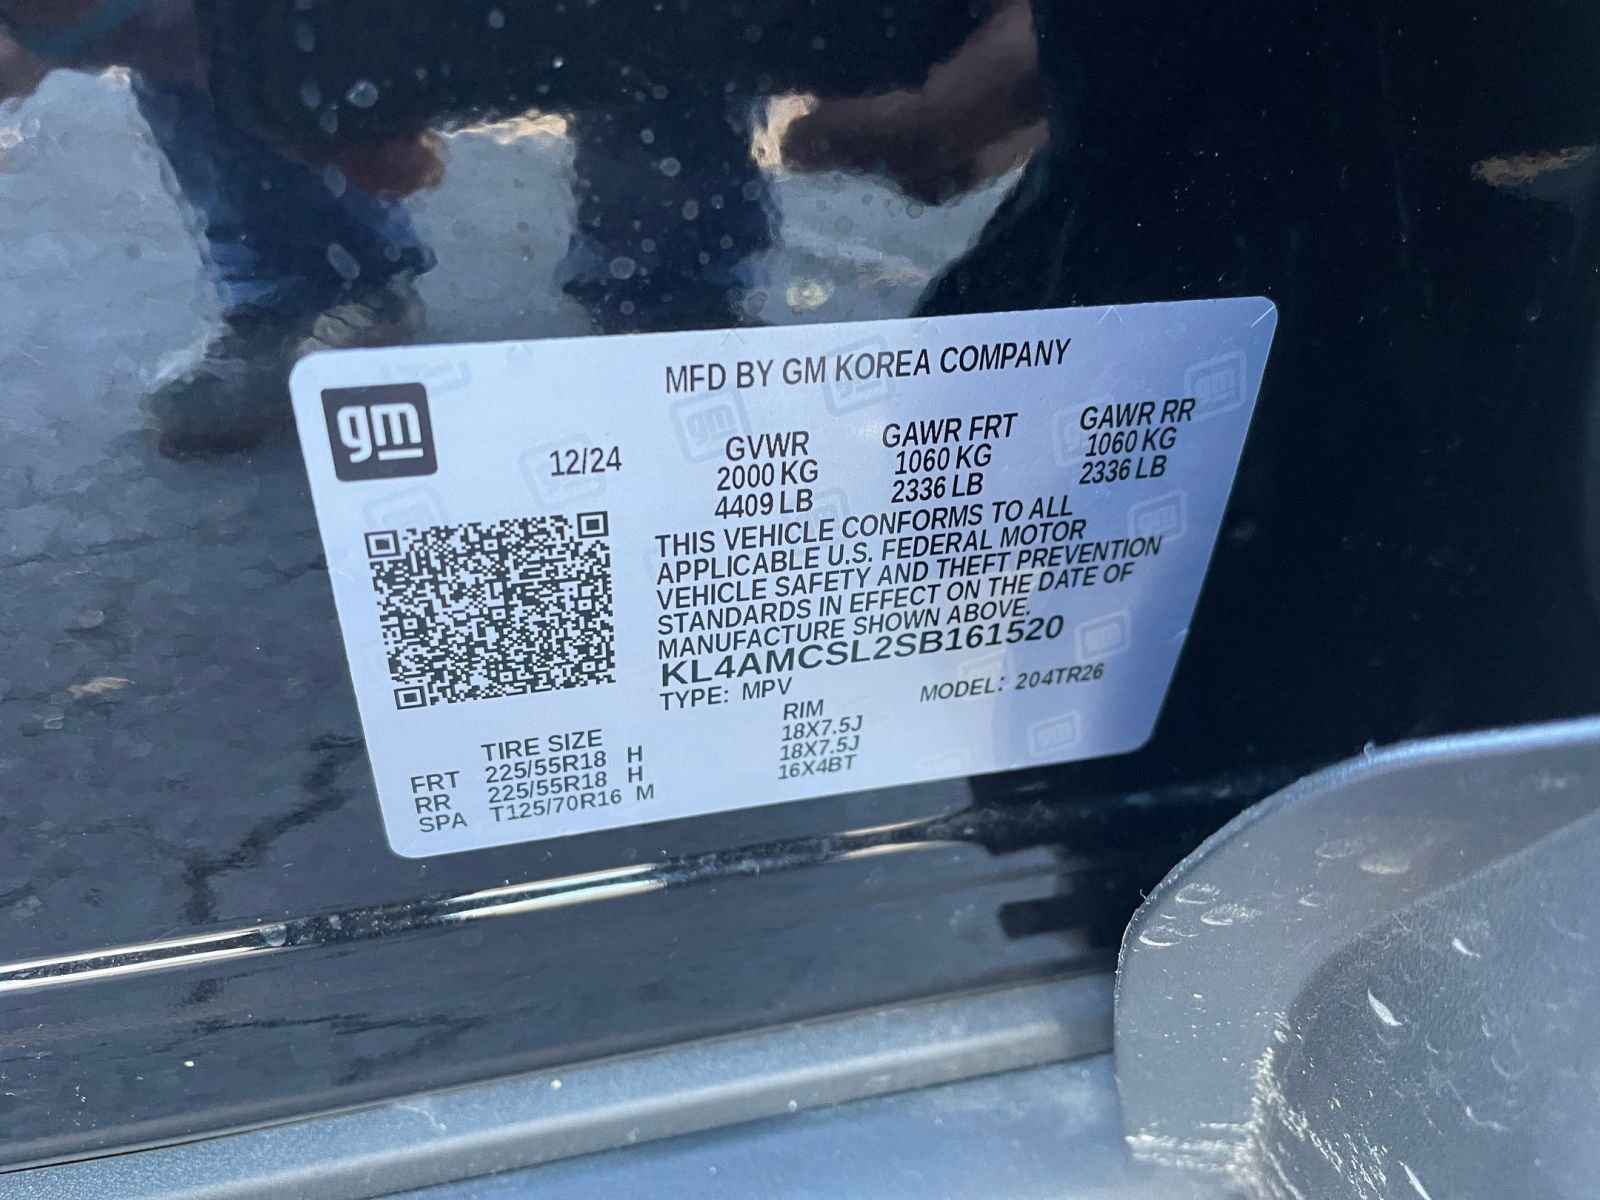 MFD BY GM KOREA COMPANY
gm
12/24
GVWR
2000 KG
4409 LB
GAWR FRT
1060 KG
2336 LB
GAWR RR
1060 KG
2336 LB
THIS VEHICLE CONFORMS TO ALL
APPLICABLE U.S. FEDERAL MOTOR
VEHICLE SAFETY AND THEFT PREVENTION
STANDARDS IN EFFECT ON THE DATE OF
MANUFACTURE SHOWN ABOVE.
KL4AMCSL2SB161520
TYPE: MPV MODEL: 204TR26
TIRE SIZE RIM
FRT 225/55R18 H 18X7.5J
RR 225/55R18 H 18X7.5J
SPA T125/70R16 M 16X4BT